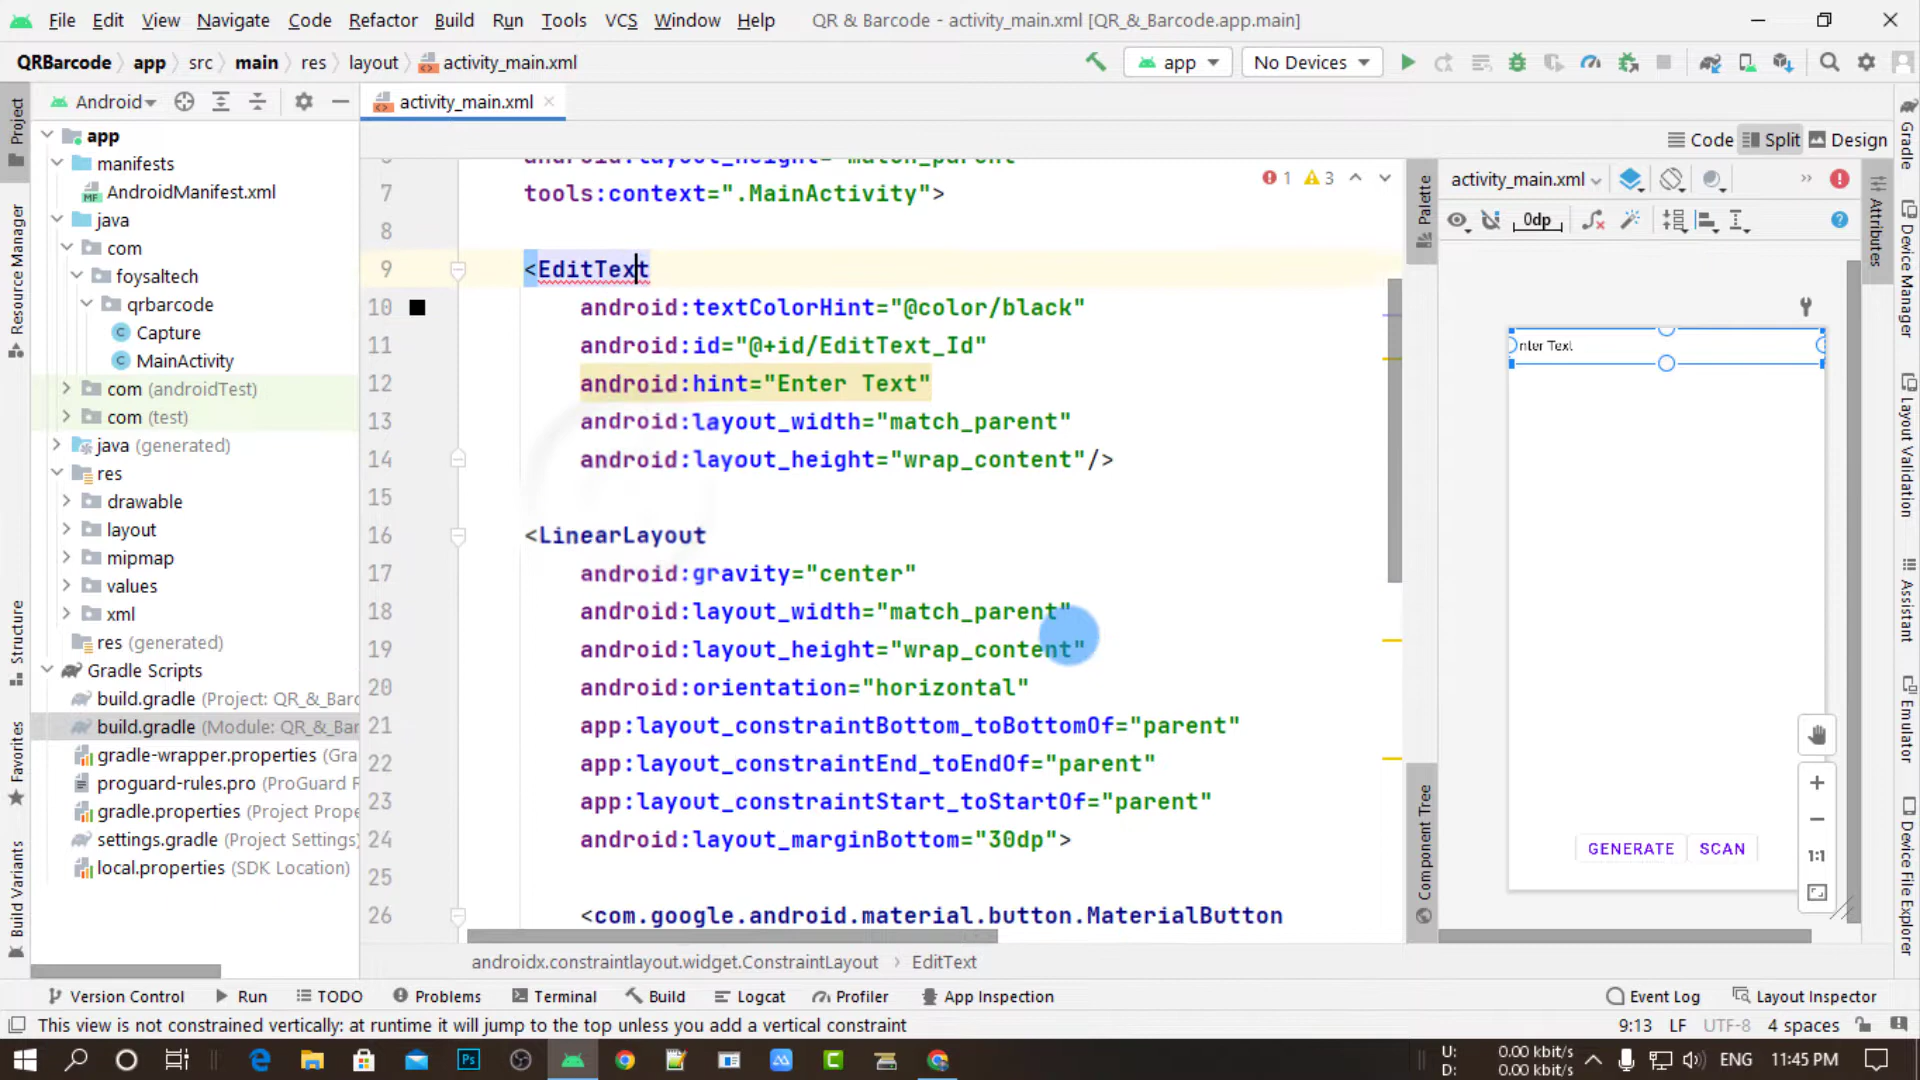 File Edit View Navigate Code Refactor Build Run Tools VCS Window Help QR & Barcode - activity_main.xml [QR_&_Barcode.app.main]
QRBarcode app src main res layout activity_main.xml app No Devices
Project
Android
activity_main.xml
Code Split Design
app
manifests
AndroidManifest.xml
java
com
foysaltech
qrbarcode
Capture
MainActivity
com (androidTest)
com (test)
java (generated)
res
drawable
layout
mipmap
values
xml
res (generated)
Gradle Scripts
build.gradle (Project: QR_&_Barc
build.gradle (Module: QR_&_Bar
gradle-wrapper.properties (Gra
proguard-rules.pro (ProGuard R
gradle.properties (Project Prope
settings.gradle (Project Settings)
local.properties (SDK Location)
Resource Manager
Structure
Favorites
Build Variants
android:layout_height="match_parent"
1 3
7 tools:context=".MainActivity">
8
9 <EditText
10 android:textColorHint="@color/black"
11 android:id="@+id/EditText_Id"
12 android:hint="Enter Text"
13 android:layout_width="match_parent"
14 android:layout_height="wrap_content"/>
15
16 <LinearLayout
17 android:gravity="center"
18 android:layout_width="match_parent"
19 android:layout_height="wrap_content"
20 android:orientation="horizontal"
21 app:layout_constraintBottom_toBottomOf="parent"
22 app:layout_constraintEnd_toEndOf="parent"
23 app:layout_constraintStart_toStartOf="parent"
24 android:layout_marginBottom="30dp">
25
26 <com.google.android.material.button.MaterialButton
androidx.constraintlayout.widget.ConstraintLayout EditText
Palette
Component Tree
activity_main.xml
0dp
nter Text
GENERATE SCAN
1:1
Attributes
Gradle
Device Manager
Layout Validation
Assistant
Emulator
Device File Explorer
Version Control Run TODO Problems Terminal Build Logcat Profiler App Inspection Event Log Layout Inspector
This view is not constrained vertically: at runtime it will jump to the top unless you add a vertical constraint 9:13 LF UTF-8 4 spaces
U: 0.00 kbit/s
D: 0.00 kbit/s
ENG 11:45 PM